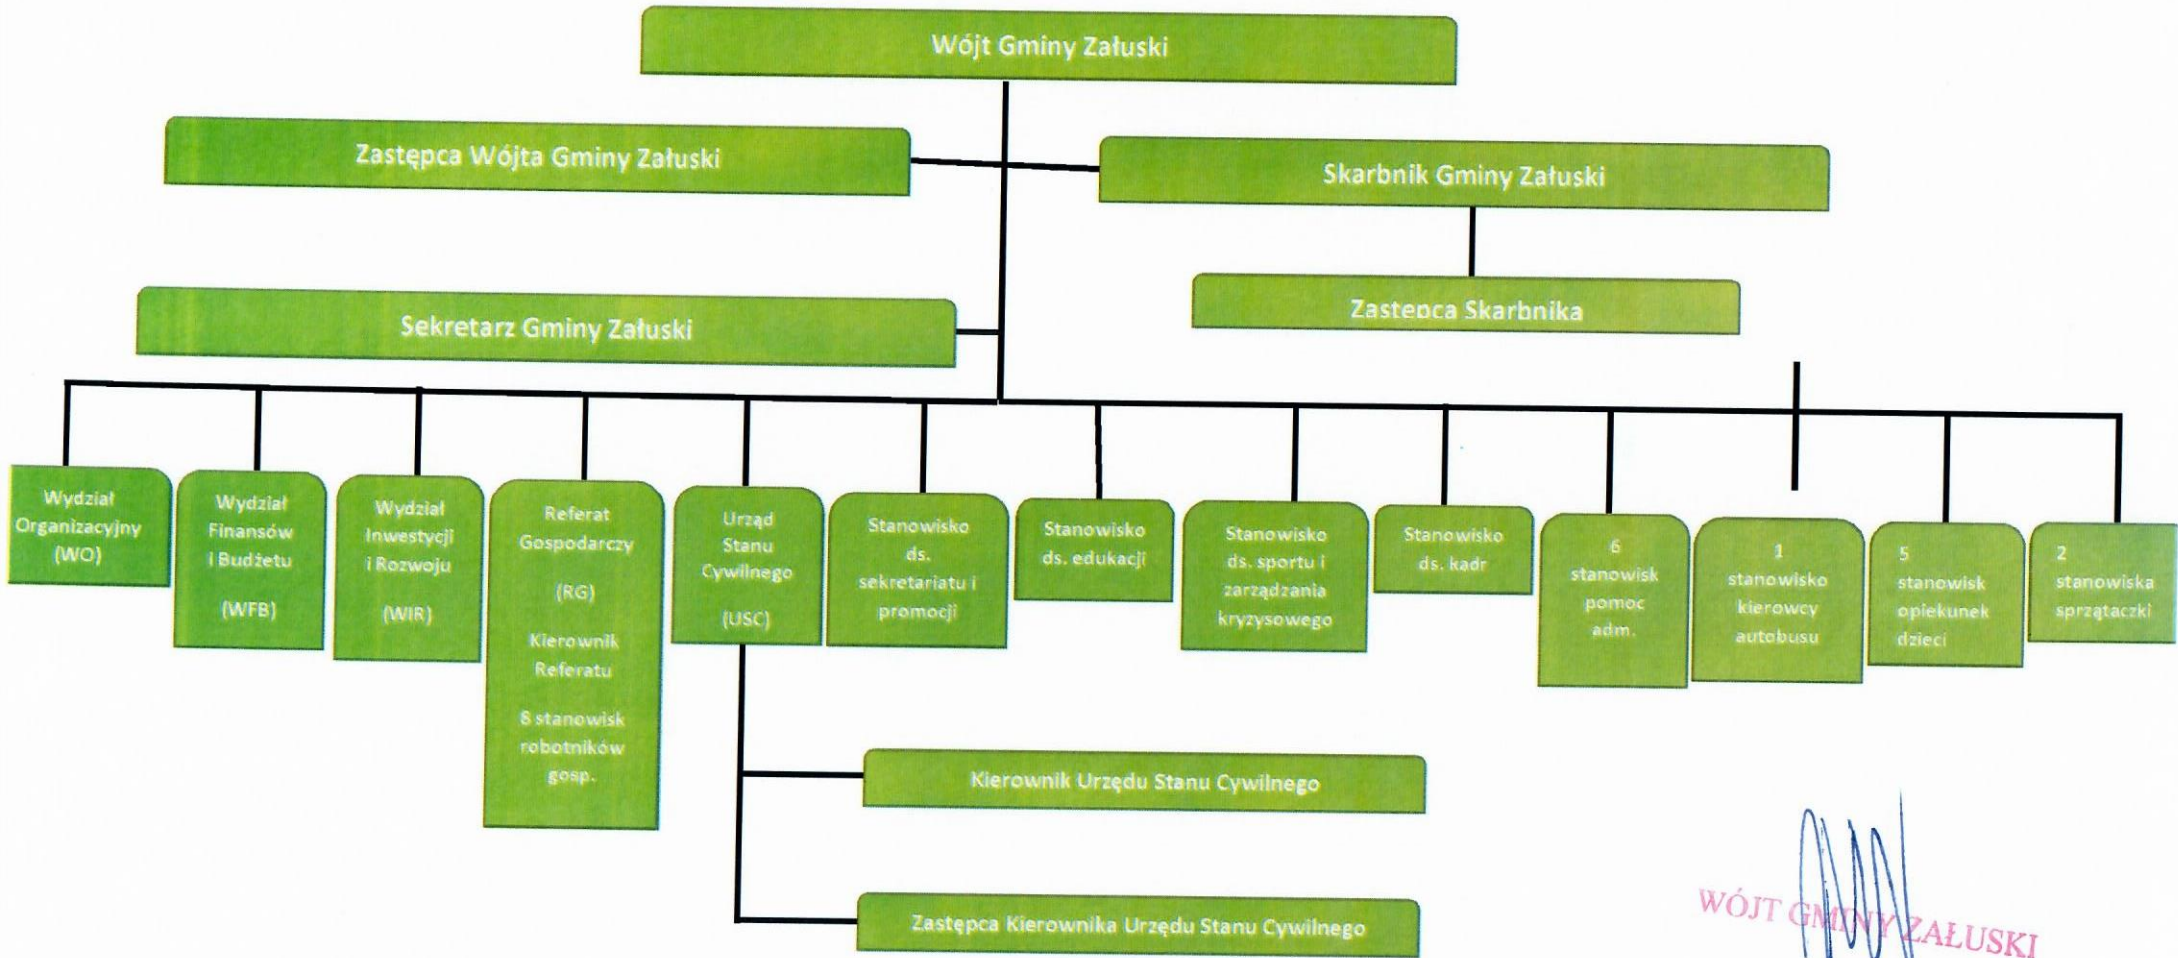 Wójt Gminy Załuski
Zastępca Wójta Gminy Załuski
Skarbnik Gminy Załuski
Zastępca Skarbnika
Sekretarz Gminy Załuski
Wydział
Organizacyjny
(WO)
Wydział
Finansów
i Budżetu
(WFB)
Wydział
Inwestycji
i Rozwoju
(WIR)
Referat
Gospodarczy
(RG)
Kierownik
Referatu
8 stanowisk
robotników
gosp.
Urząd
Stanu
Cywilnego
(USC)
Stanowisko
ds.
sekretariatu i
promocji
Stanowisko
ds. edukacji
Stanowisko
ds. sportu i
zarządzania
kryzysowego
Stanowisko
ds. kadr
6
stanowisk
pomoc
adm.
1
stanowisko
kierowcy
autobusu
5
stanowisk
opiekunek
dzieci
2
stanowiska
sprzątaczki
Kierownik Urzędu Stanu Cywilnego
Zastępca Kierownika Urzędu Stanu Cywilnego
WÓJT GMINY ZAŁUSKI